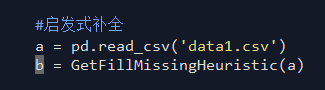 #启发式补全
a = pd.read_csv('data1.csv')
b = GetFillMissingHeuristic(a)